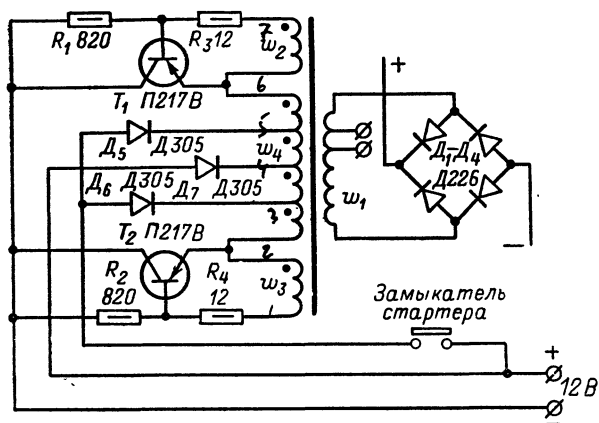 R₁ 820
R₃ 12
7
w₂
6
T₁ П217В
+
5
Д₅ Д305
w₄
4
Д₁-Д₄
Д226
Д₆ Д305 Д₇ Д305
w₁
3
T₂ П217В
2
−
R₂
820
R₄
12
w₃
1
Замыкатель
стартера
+
12 В
−